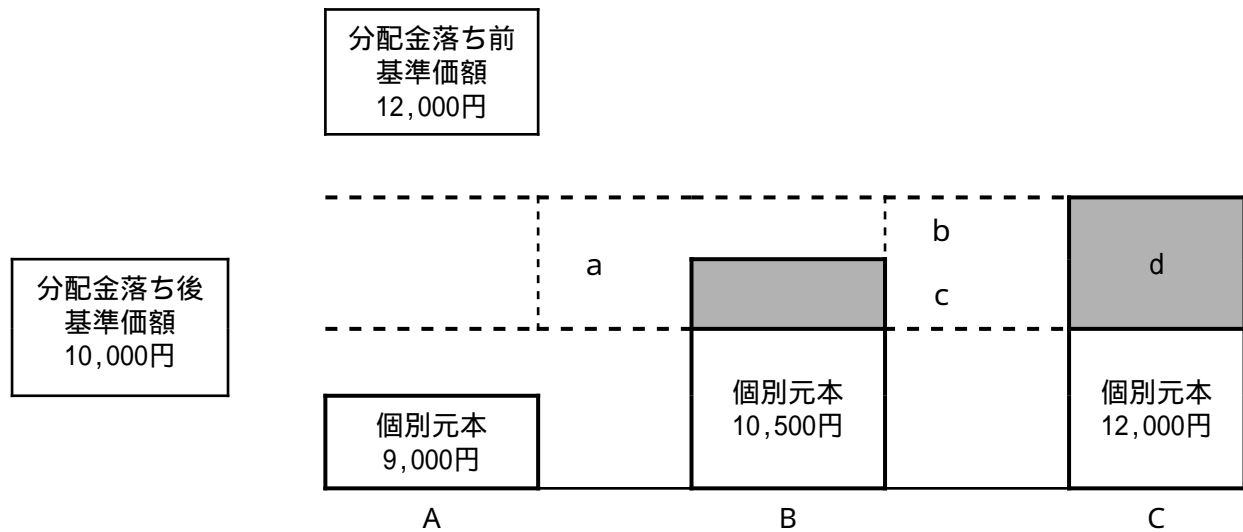 分配金落ち前
基準価額
12,000円
a
b
c
d
分配金落ち後
基準価額
10,000円
個別元本
9,000円
個別元本
10,500円
個別元本
12,000円
A
B
C